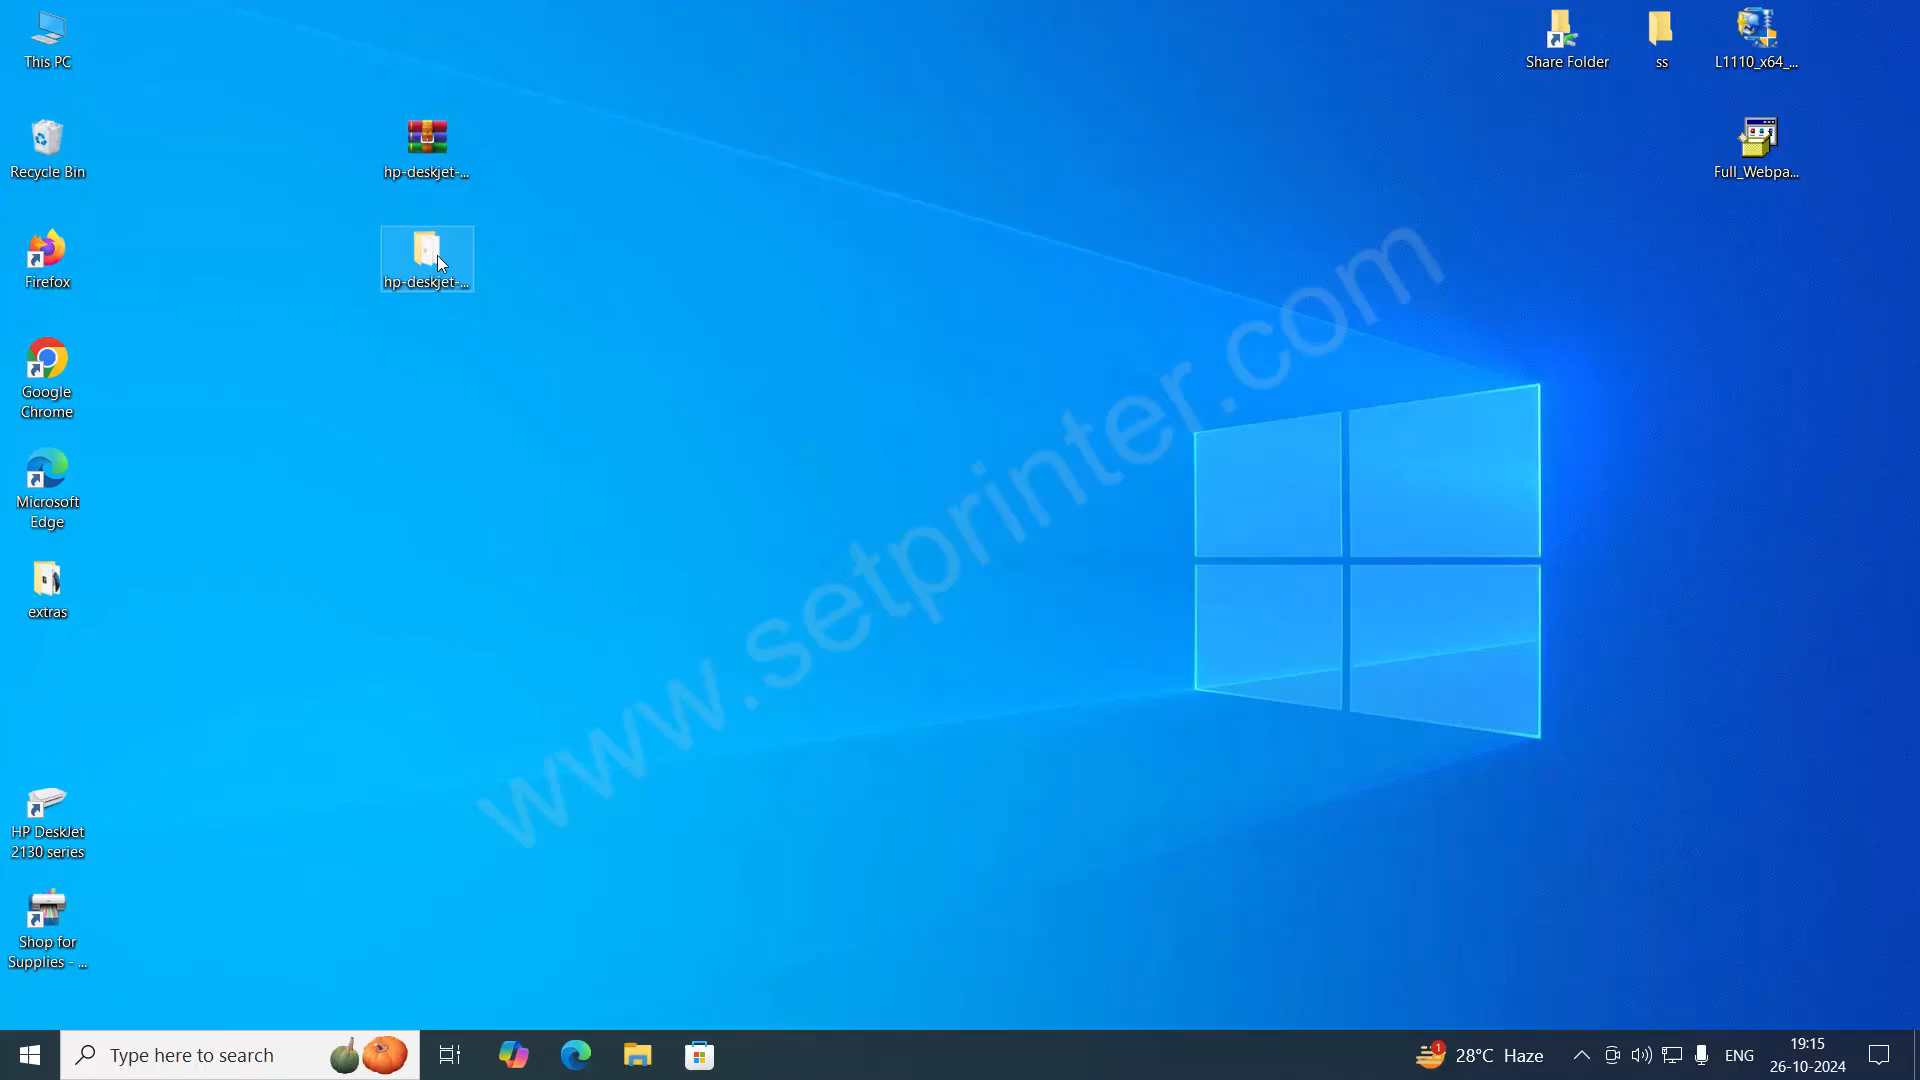 This PC
Recycle Bin
Firefox
Google
Chrome
Microsoft
Edge
extras
HP DeskJet
2130 series
Shop for
Supplies - ...
hp-deskjet-...
hp-deskjet-...
Share Folder
ss
L1110_x64_...
Full_Webpa...
www.setprinter.com
Type here to search
1
28°C Haze
ENG
19:15
26-10-2024